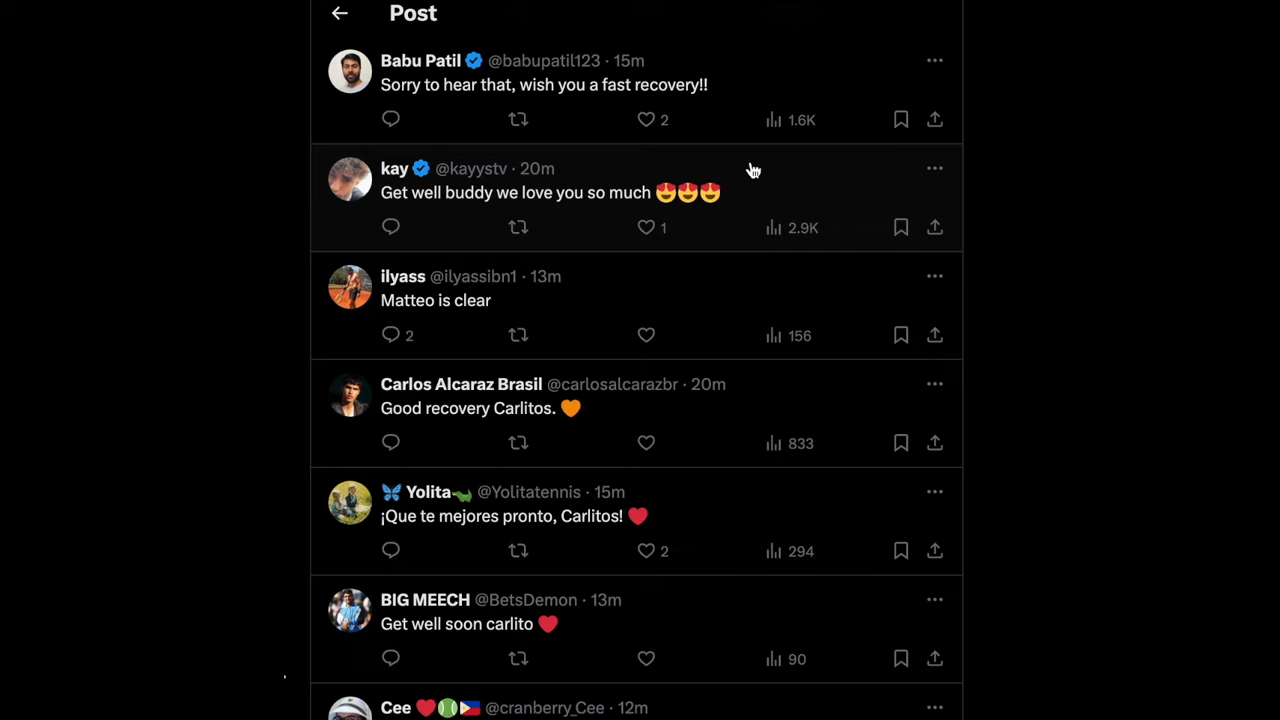 Post
Babu Patil @babupatil123 · 15m
Sorry to hear that, wish you a fast recovery!!
2 1.6K
kay @kayystv · 20m
Get well buddy we love you so much 😍😍😍
1 2.9K
ilyass @ilyassibn1 · 13m
Matteo is clear
2 156
Carlos Alcaraz Brasil @carlosalcarazbr · 20m
Good recovery Carlitos. 🧡
833
🦋 Yolita🐊 @Yolitatennis · 15m
¡Que te mejores pronto, Carlitos! ❤️
2 294
BIG MEECH @BetsDemon · 13m
Get well soon carlito ❤️
90
Cee ❤️🎾🇵🇭 @cranberry_Cee · 12m